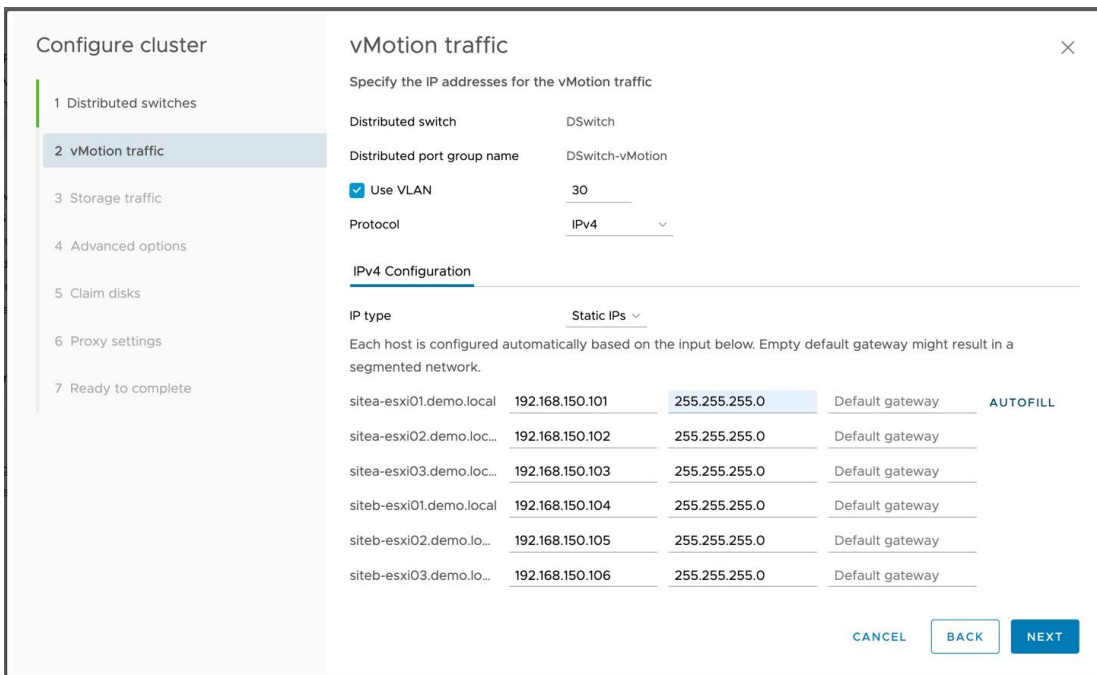 Configure cluster
1 Distributed switches
2 vMotion traffic
3 Storage traffic
4 Advanced options
5 Claim disks
6 Proxy settings
7 Ready to complete
vMotion traffic
Specify the IP addresses for the vMotion traffic
Distributed switch DSwitch
Distributed port group name DSwitch-vMotion
Use VLAN 30
Protocol IPv4
IPv4 Configuration
IP type Static IPs
Each host is configured automatically based on the input below. Empty default gateway might result in a
segmented network.
sitea-esxi01.demo.local 192.168.150.101 255.255.255.0 Default gateway AUTOFILL
sitea-esxi02.demo.loc... 192.168.150.102 255.255.255.0 Default gateway
sitea-esxi03.demo.loc... 192.168.150.103 255.255.255.0 Default gateway
siteb-esxi01.demo.local 192.168.150.104 255.255.255.0 Default gateway
siteb-esxi02.demo.lo... 192.168.150.105 255.255.255.0 Default gateway
siteb-esxi03.demo.lo... 192.168.150.106 255.255.255.0 Default gateway
CANCEL BACK NEXT